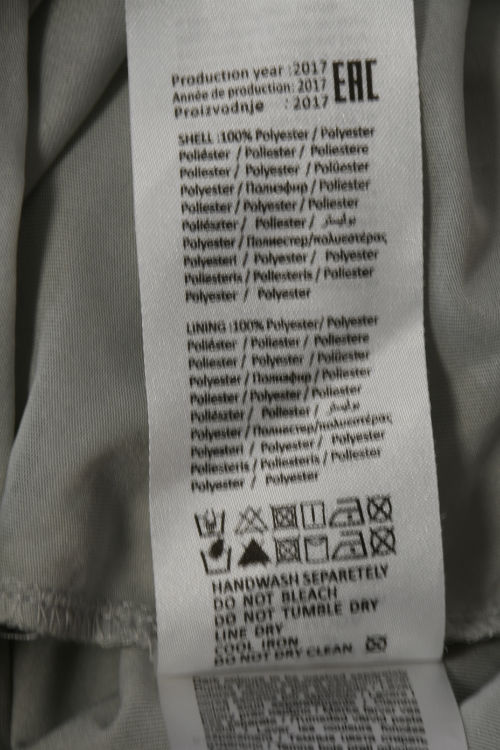 Production year : 2017 EAC
Année de production: 2017
Proizvodnje : 2017
SHELL :100% Polyester / Polyester
Poliéster / Poliester / Poliestere
Poliester / Polyester / Polüester
Polyester / Полиэфир / Poliester
Poliester / Polyester / Poliester
Poliészter / Poliester /
Polyester / Полиестер/πολυεστέρας
Polyesteri / Polyester / Polyester
Poliesteris / Poliesteris / Poliester
Polyester / Polyester
LINING :100% Polyester/ Polyester
Poliéster / Poliester / Poliestere
Poliester / Polyester / Polüester
Polyester / Полиэфир / Poliester
Poliester / Polyester / Poliester
Poliészter / Poliester /
Polyester / Полиестер/πολυεστέρας
Polyesteri / Polyester / Polyester
Poliesteris / Poliesteris / Poliester
Polyester / Polyester
HANDWASH SEPARETELY
DO NOT BLEACH
DO NOT TUMBLE DRY
LINE DRY
COOL IRON
DO NOT DRY CLEAN